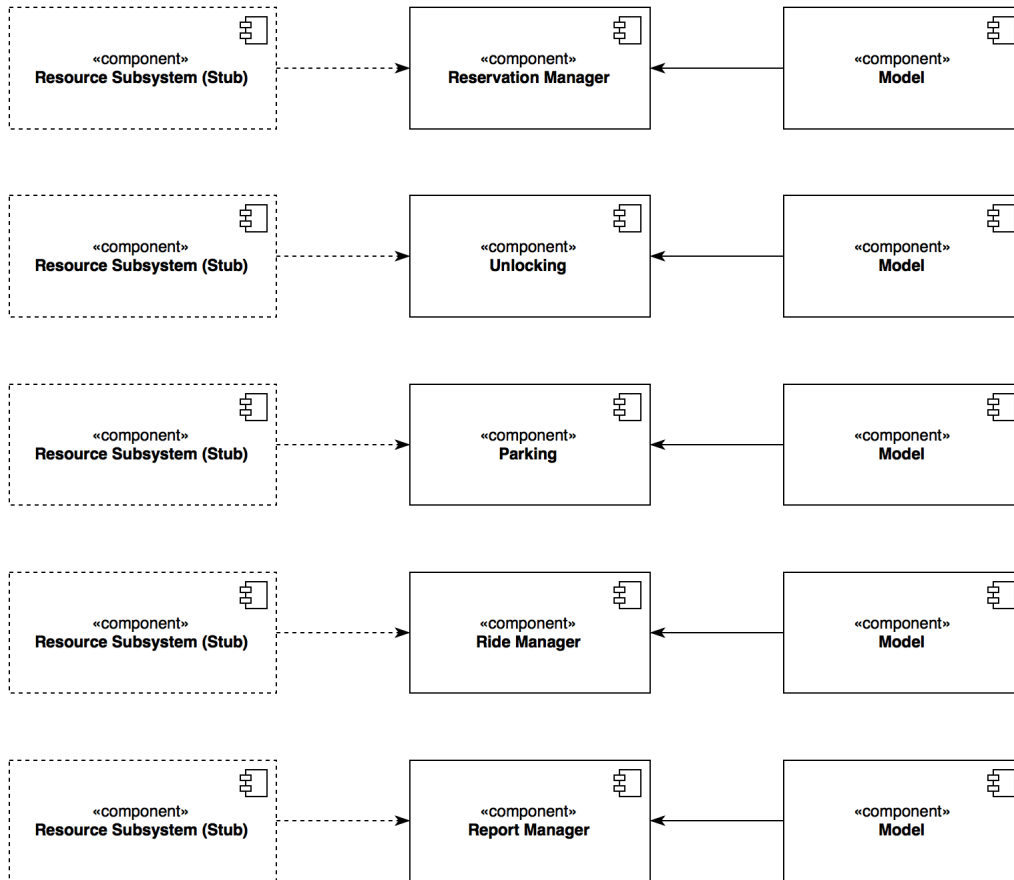 «component»
Resource Subsystem (Stub)
«component»
Reservation Manager
«component»
Model
«component»
Resource Subsystem (Stub)
«component»
Unlocking
«component»
Model
«component»
Resource Subsystem (Stub)
«component»
Parking
«component»
Model
«component»
Resource Subsystem (Stub)
«component»
Ride Manager
«component»
Model
«component»
Resource Subsystem (Stub)
«component»
Report Manager
«component»
Model